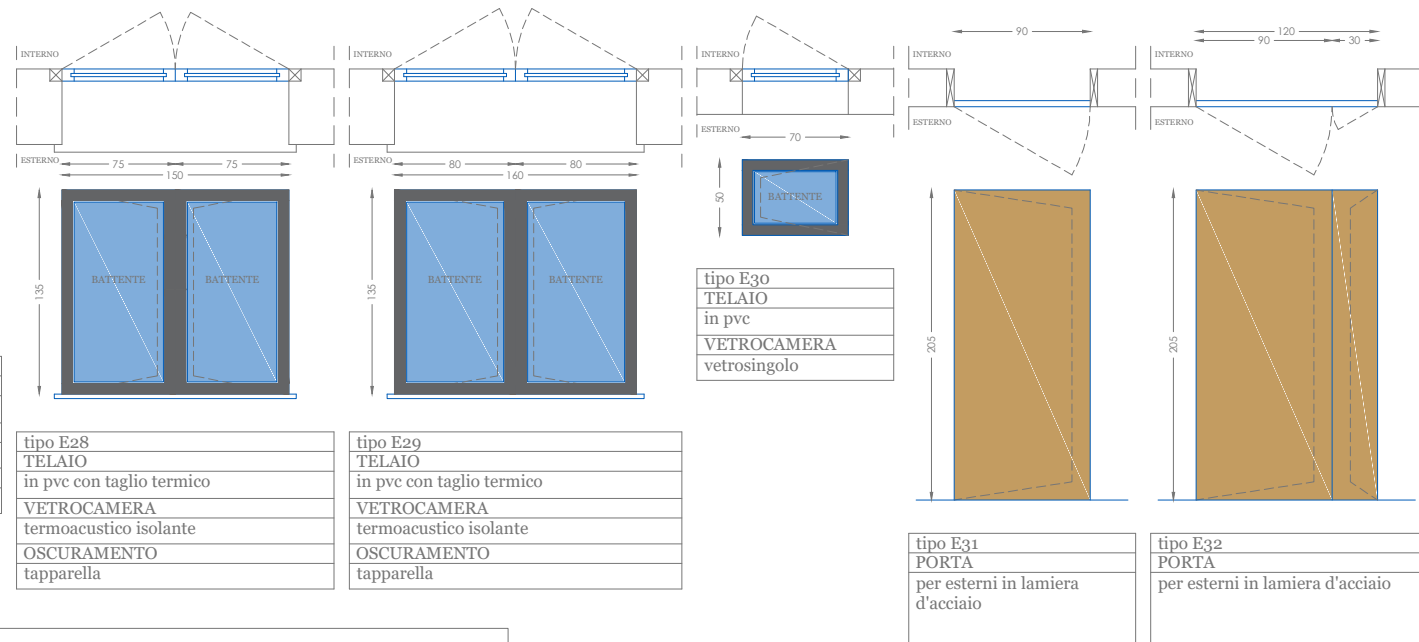 INTERNO
ESTERNO
75
75
150
135
BATTENTE
BATTENTE
tipo E28
TELAIO
in pvc con taglio termico
VETROCAMERA
termoacustico isolante
OSCURAMENTO
tapparella
INTERNO
ESTERNO
80
80
160
135
BATTENTE
BATTENTE
tipo E29
TELAIO
in pvc con taglio termico
VETROCAMERA
termoacustico isolante
OSCURAMENTO
tapparella
INTERNO
ESTERNO
70
50
BATTENTE
tipo E30
TELAIO
in pvc
VETROCAMERA
vetrosingolo
90
INTERNO
ESTERNO
205
tipo E31
PORTA
per esterni in lamiera
d'acciaio
120
90
30
INTERNO
ESTERNO
205
tipo E32
PORTA
per esterni in lamiera d'acciaio